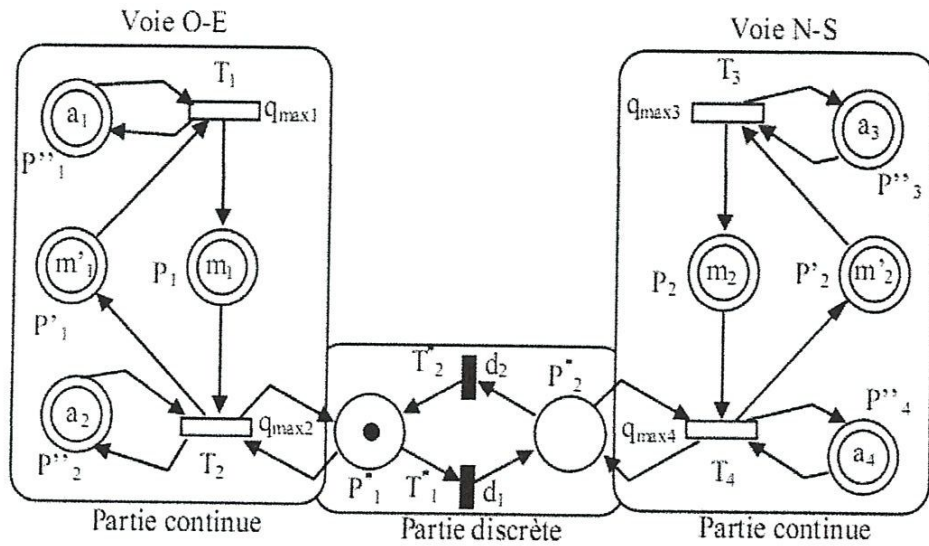 Voie O-E
Voie N-S
T1
T3
a1
qmax1
qmax3
a3
P''1
P''3
m'1
P1
m1
P2
m2
P'2
m'2
P'1
T*2
d2
P*2
a2
P''4
qmax2
qmax4
P''2
T2
P*1
T*1
d1
T4
a4
Partie continue
Partie discrète
Partie continue